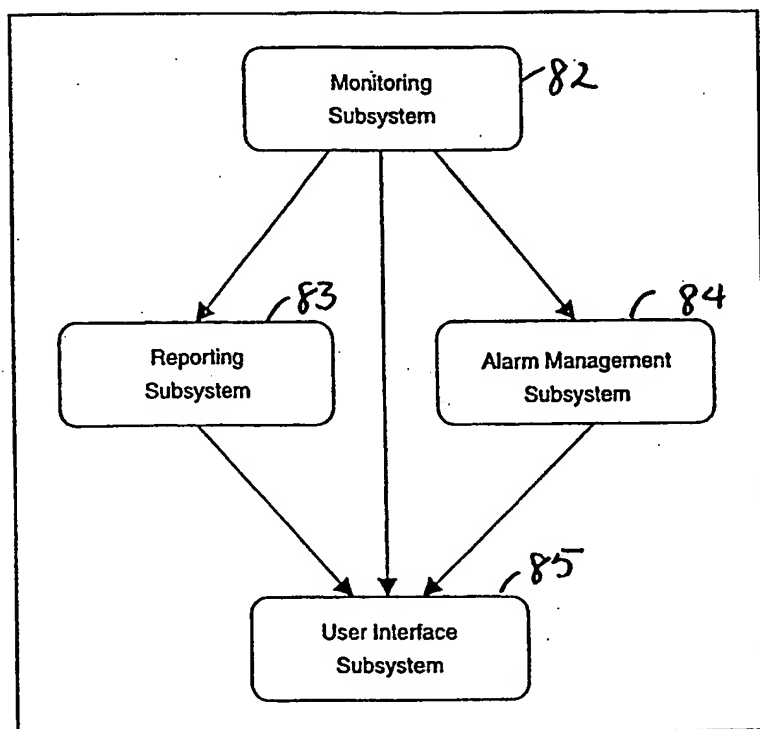 Monitoring
Subsystem
82
83
84
Reporting
Subsystem
Alarm Management
Subsystem
85
User Interface
Subsystem